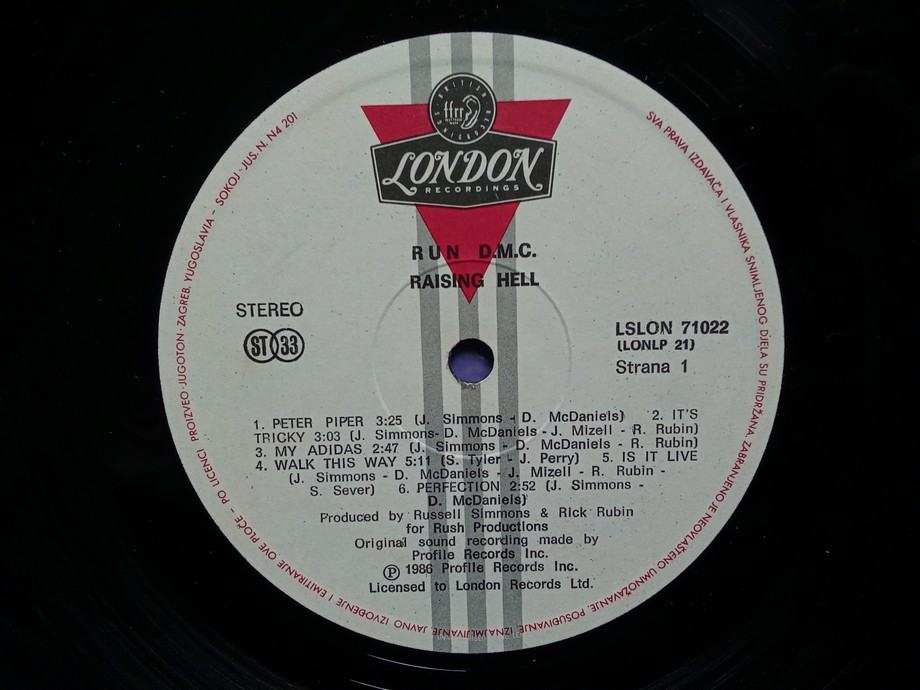 BRITISH RECORDINGS
ffrr
LONDON
RECORDINGS
RUN D.M.C.
RAISING HELL
STEREO
ST 33
LSLON 71022
(LONLP 21)
Strana 1
1. PETER PIPER 3:25 (J. Simmons - D. McDaniels) 2. IT'S
TRICKY 3:03 (J. Simmons- D. McDaniels - J. Mizell - R. Rubin)
3. MY ADIDAS 2:47 (J. Simmons - D. McDaniels - R. Rubin)
4. WALK THIS WAY 5:11 (S. Tyler - J. Perry) 5. IS IT LIVE
(J. Simmons - D. McDaniels - J. Mizell - R. Rubin -
S. Sever) 6. PERFECTION 2:52 (J. Simmons -
D. McDaniels)
Produced by Russell Simmons & Rick Rubin
for Rush Productions
Original sound recording made by
Profile Records Inc.
℗ 1986 Profile Records Inc.
Licensed to London Records Ltd.
PROIZVEO-JUGOTON-ZAGREB, YUGOSLAVIA - SOKOJ - JUS. N. N4 201
SVA PRAVA IZDAVAČA I VLASNIKA SNIMLJENOG DJELA SU PRIDRŽANA. ZABRANJENO JE NEOVLAŠTENO UMNOŽAVANJE, POSUĐIVANJE, IZNAJMLJIVANJE, JAVNO IZVOĐENJE I EMITIRANJE OVE PLOČE - PO LICENCI